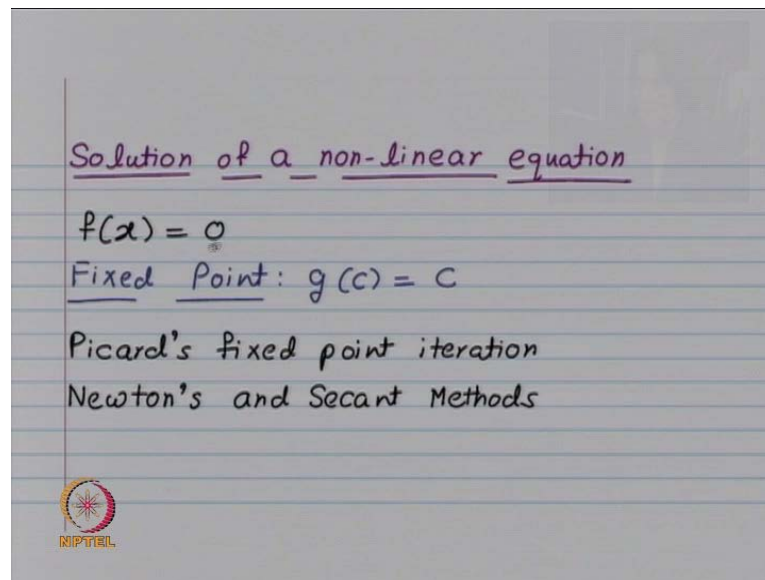 Solution of a non-linear equation
f(x) = 0
Fixed Point: g(c) = c
Picard's fixed point iteration
Newton's and Secant Methods
NPTEL